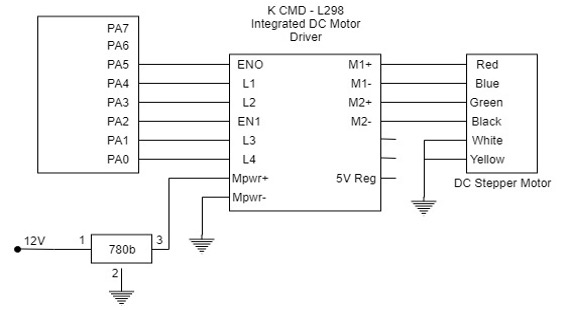 K CMD - L298
Integrated DC Motor
Driver
PA7
PA6
PA5
PA4
PA3
PA2
PA1
PA0
ENO
L1
L2
EN1
L3
L4
Mpwr+
Mpwr-
M1+
M1-
M2+
M2-
5V Reg
Red
Blue
Green
Black
White
Yellow
DC Stepper Motor
12V
1
780b
3
2